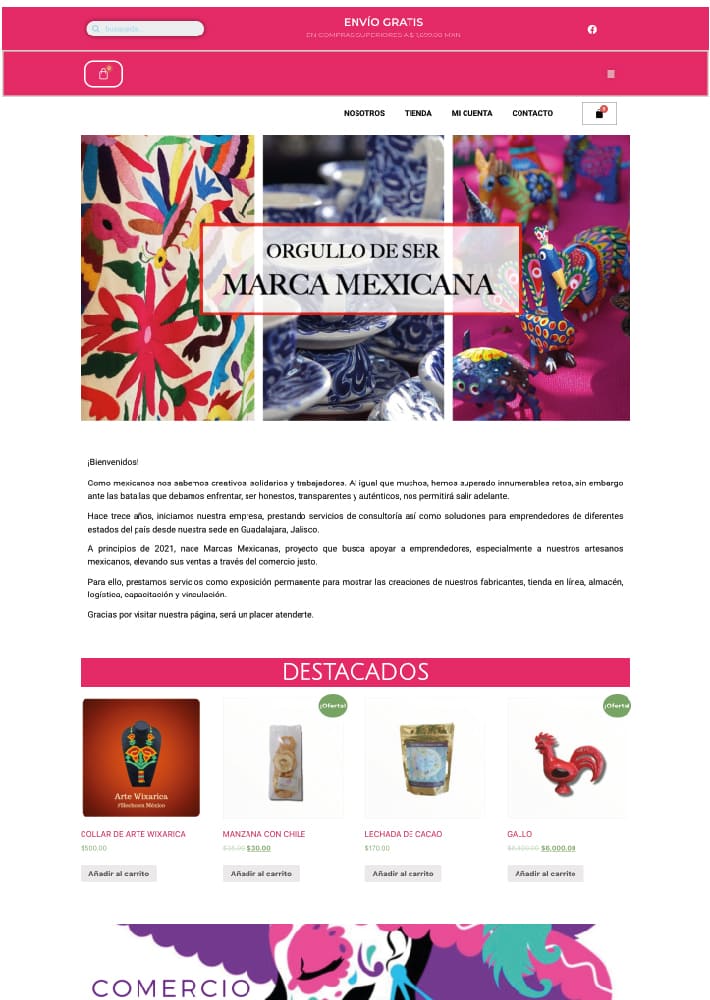 búsqueda...
ENVÍO GRATIS
EN COMPRAS SUPERIORES A $1,699.00 MXN
NOSOTROS TIENDA MI CUENTA CONTACTO
ORGULLO DE SER
MARCA MEXICANA
¡Bienvenidos!
Como mexicanos nos sabemos creativos solidarios y trabajadores. Al igual que muchos, hemos superado innumerables retos, sin embargo
ante las batallas que debamos enfrentar, ser honestos, transparentes y auténticos, nos permitirá salir adelante.
Hace trece años, iniciamos nuestra empresa, prestando servicios de consultoría así como soluciones para emprendedores de diferentes
estados del país desde nuestra sede en Guadalajara, Jalisco.
A principios de 2021, nace Marcas Mexicanas, proyecto que busca apoyar a emprendedores, especialmente a nuestros artesanos
mexicanos, elevando sus ventas a través del comercio justo.
Para ello, prestamos servicios como exposición permanente para mostrar las creaciones de nuestros fabricantes, tienda en línea, almacén,
logística, capacitación y vinculación.
Gracias por visitar nuestra página, será un placer atenderte.
DESTACADOS
¡Oferta! ¡Oferta!
Arte Wixarica
#Hechoen México
COLLAR DE ARTE WIXARICA MANZANA CON CHILE LECHADA DE CACAO GALLO
$500.00 $30.00 $170.00 $6,000.00
Añadir al carrito Añadir al carrito Añadir al carrito Añadir al carrito
COMERCIO